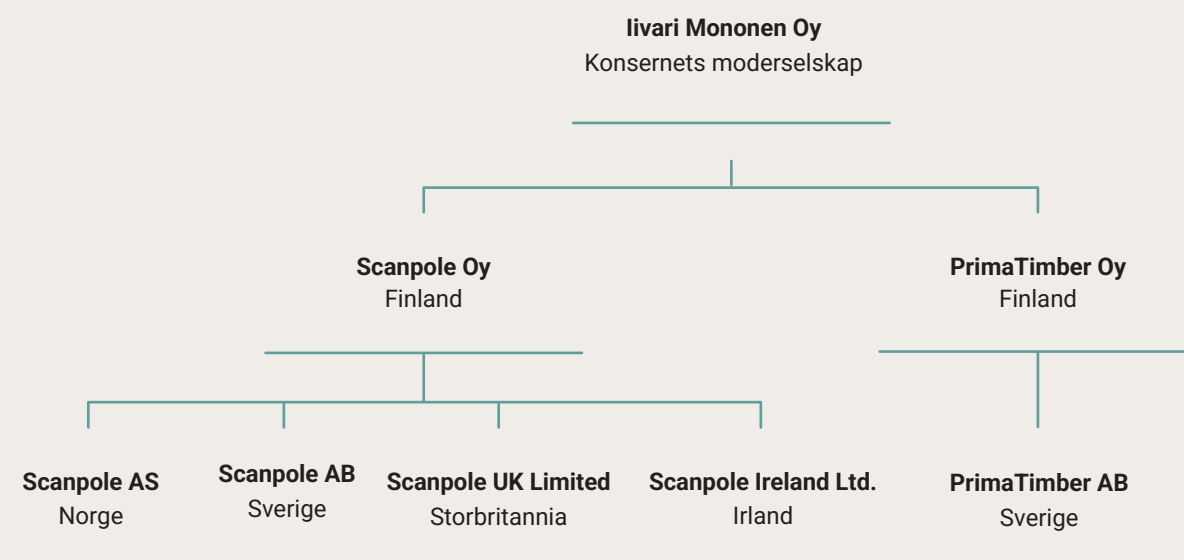 Iivari Mononen Oy
Konsernets moderselskap
Scanpole Oy
Finland
PrimaTimber Oy
Finland
Scanpole AS
Norge
Scanpole AB
Sverige
Scanpole UK Limited
Storbritannia
Scanpole Ireland Ltd.
Irland
PrimaTimber AB
Sverige